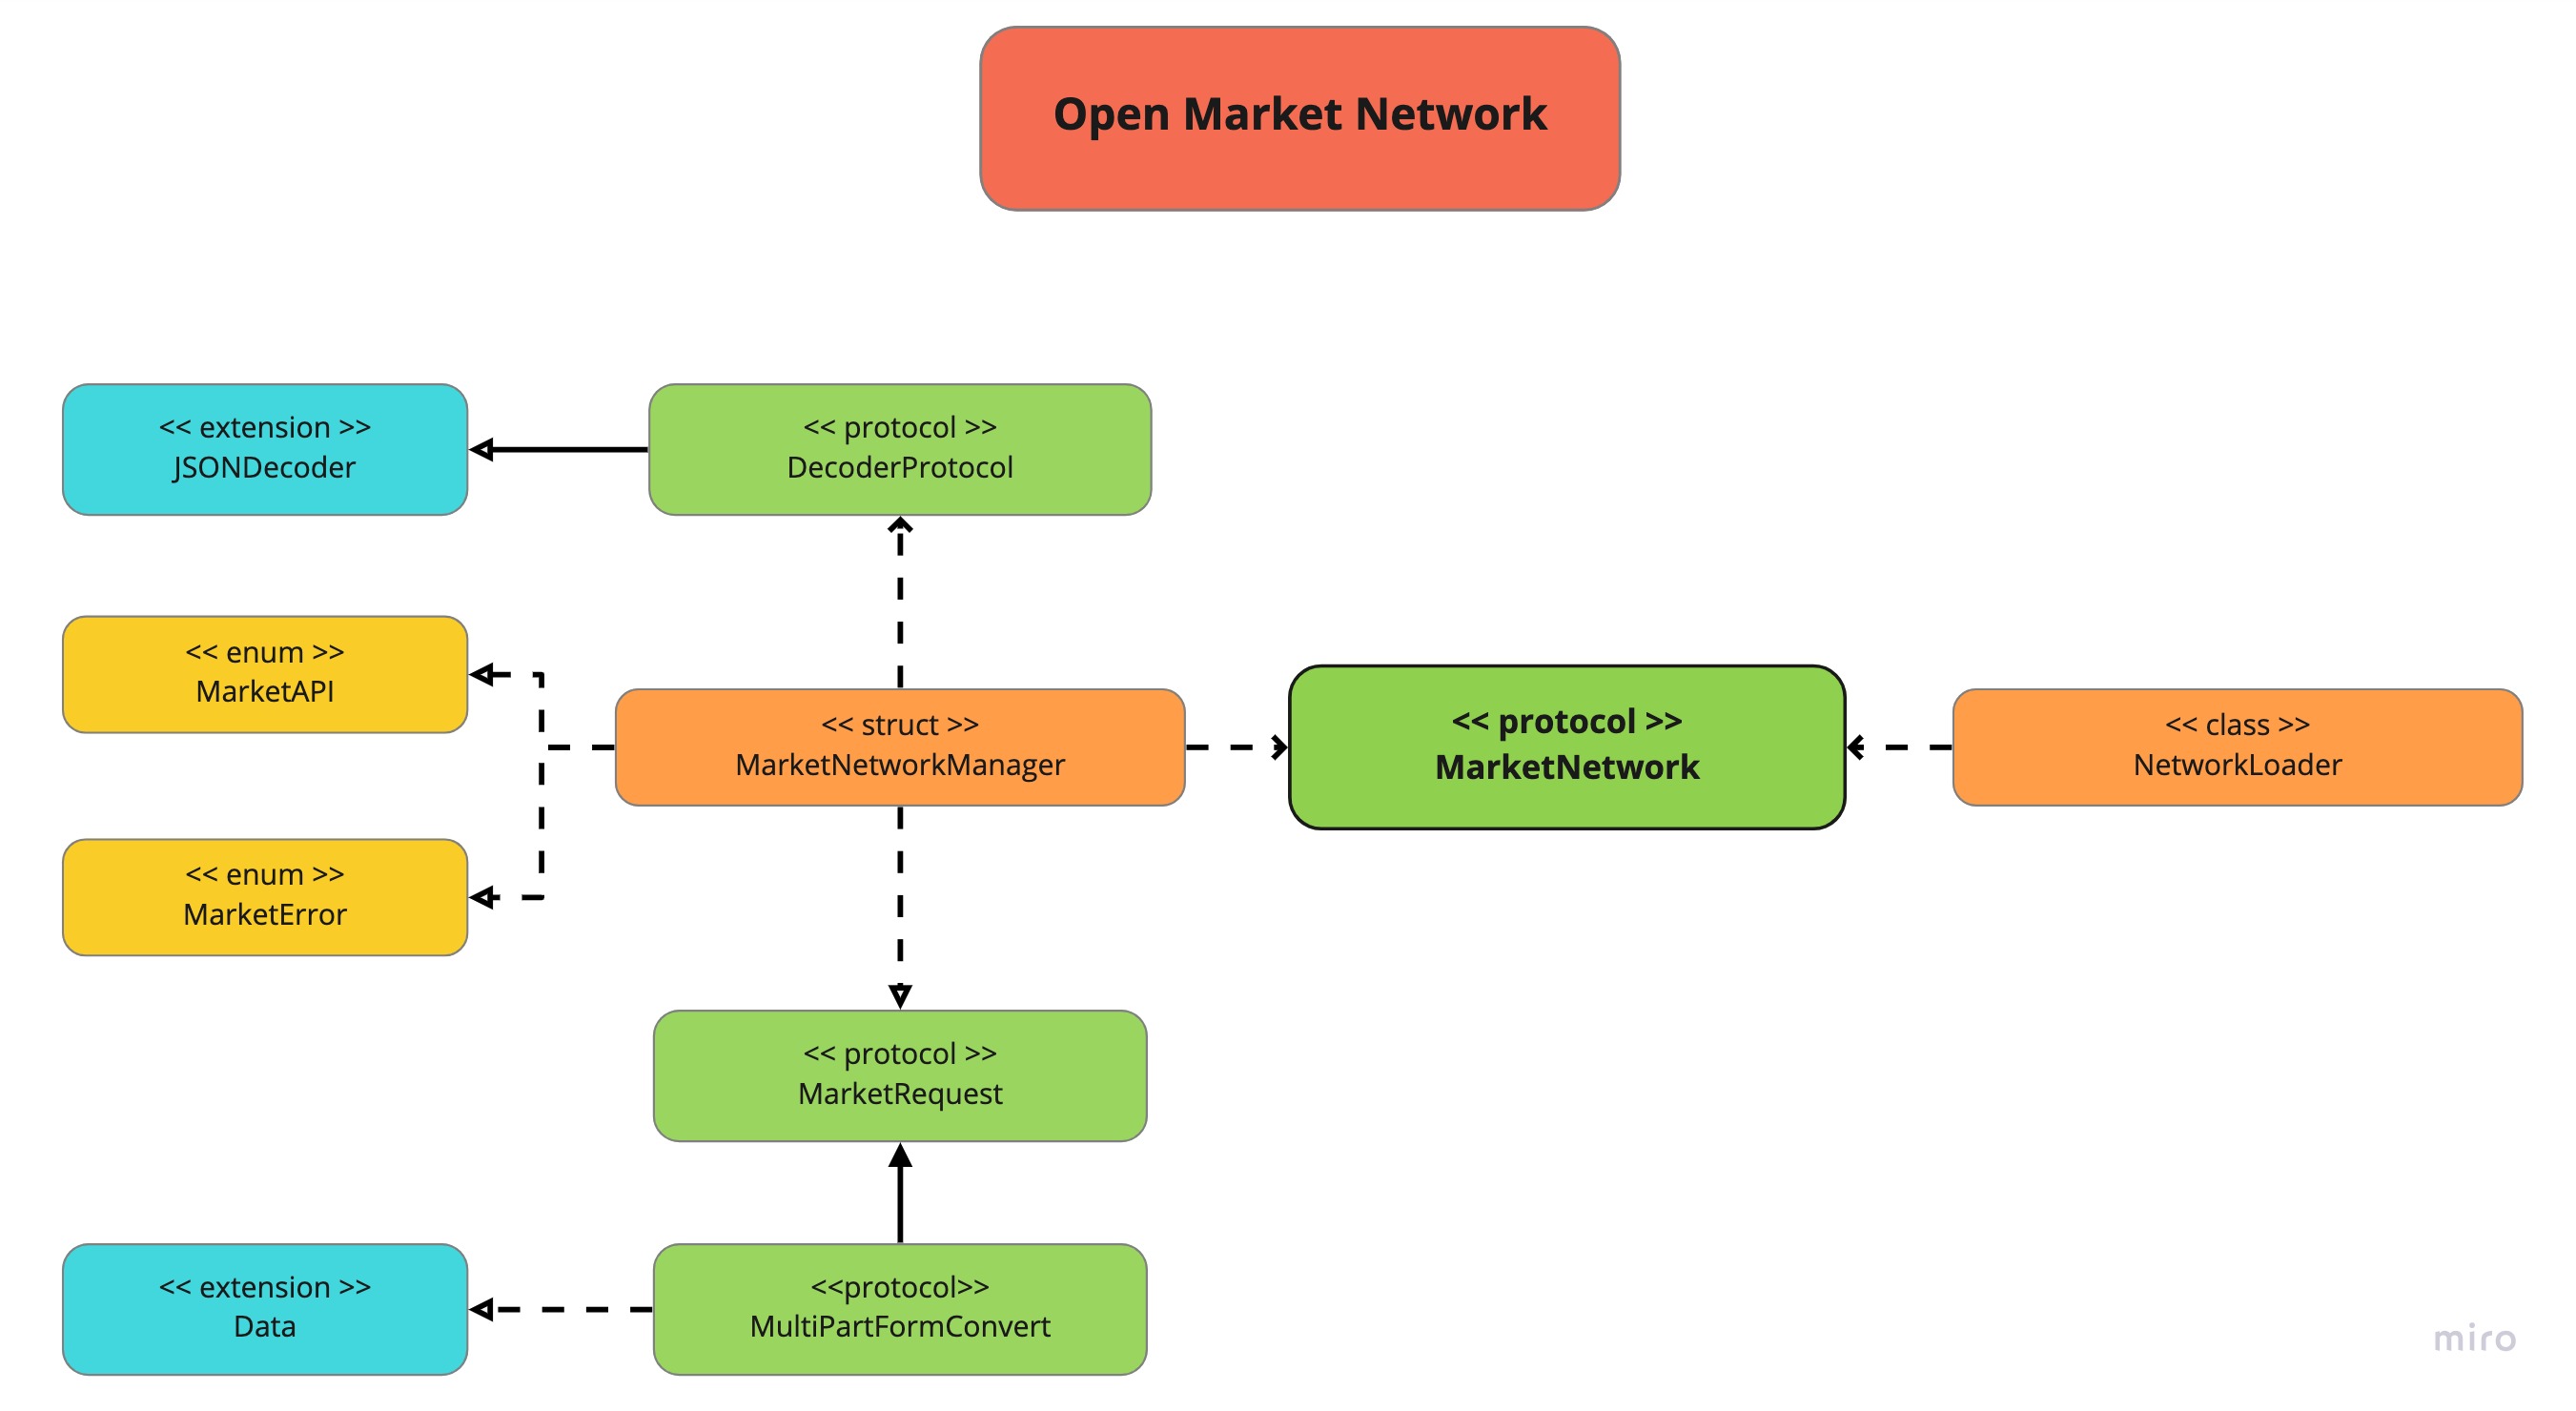 Open Market Network
<< extension >>
JSONDecoder
<< protocol >>
DecoderProtocol
<< enum >>
MarketAPI
<< struct >>
MarketNetworkManager
<< protocol >>
MarketNetwork
<< class >>
NetworkLoader
<< enum >>
MarketError
<< protocol >>
MarketRequest
<< extension >>
Data
<<protocol>>
MultiPartFormConvert
miro